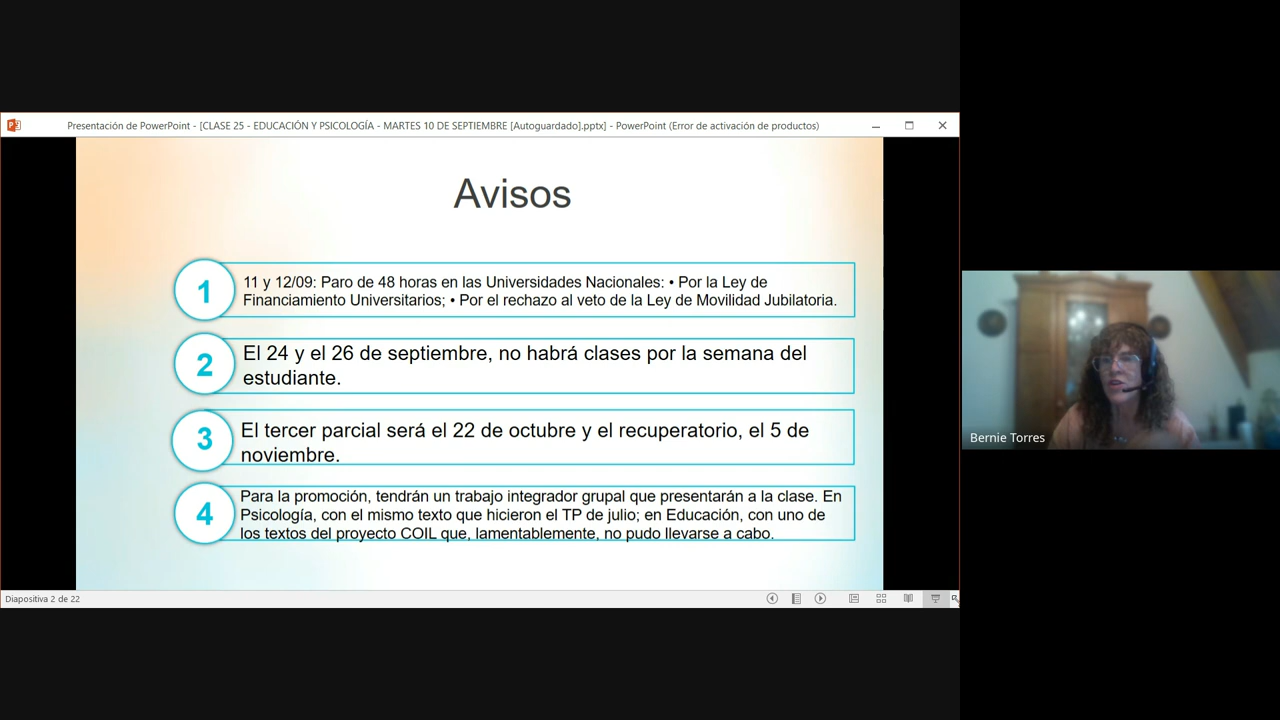 Presentación de PowerPoint - [CLASE 25 - EDUCACIÓN Y PSICOLOGÍA - MARTES 10 DE SEPTIEMBRE [Autoguardado].pptx] - PowerPoint (Error de activación de productos)
Avisos
1
11 y 12/09: Paro de 48 horas en las Universidades Nacionales: • Por la Ley de
Financiamiento Universitarios; • Por el rechazo al veto de la Ley de Movilidad Jubilatoria.
2
El 24 y el 26 de septiembre, no habrá clases por la semana del
estudiante.
3
El tercer parcial será el 22 de octubre y el recuperatorio, el 5 de
noviembre.
4
Para la promoción, tendrán un trabajo integrador grupal que presentarán a la clase. En
Psicología, con el mismo texto que hicieron el TP de julio; en Educación, con uno de
los textos del proyecto COIL que, lamentablemente, no pudo llevarse a cabo.
Bernie Torres
Diapositiva 2 de 22